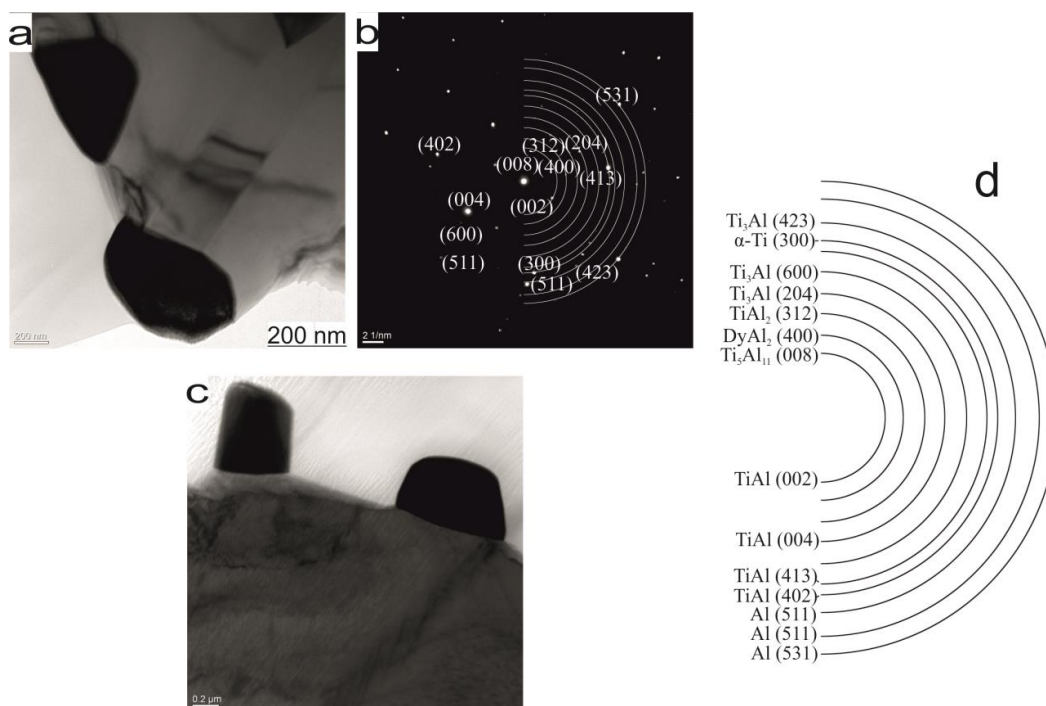 a
200 nm
200 nm
b
(531)
(402)
(312)
(204)
(008)
(400)
(413)
(004)
(002)
(600)
(511)
(300)
(423)
(511)
2 1/nm
c
0.2 µm
d
Ti₃Al (423)
α-Ti (300)
Ti₃Al (600)
Ti₃Al (204)
TiAl₂ (312)
DyAl₂ (400)
Ti₅Al₁₁ (008)
TiAl (002)
TiAl (004)
TiAl (413)
TiAl (402)
Al (511)
Al (511)
Al (531)